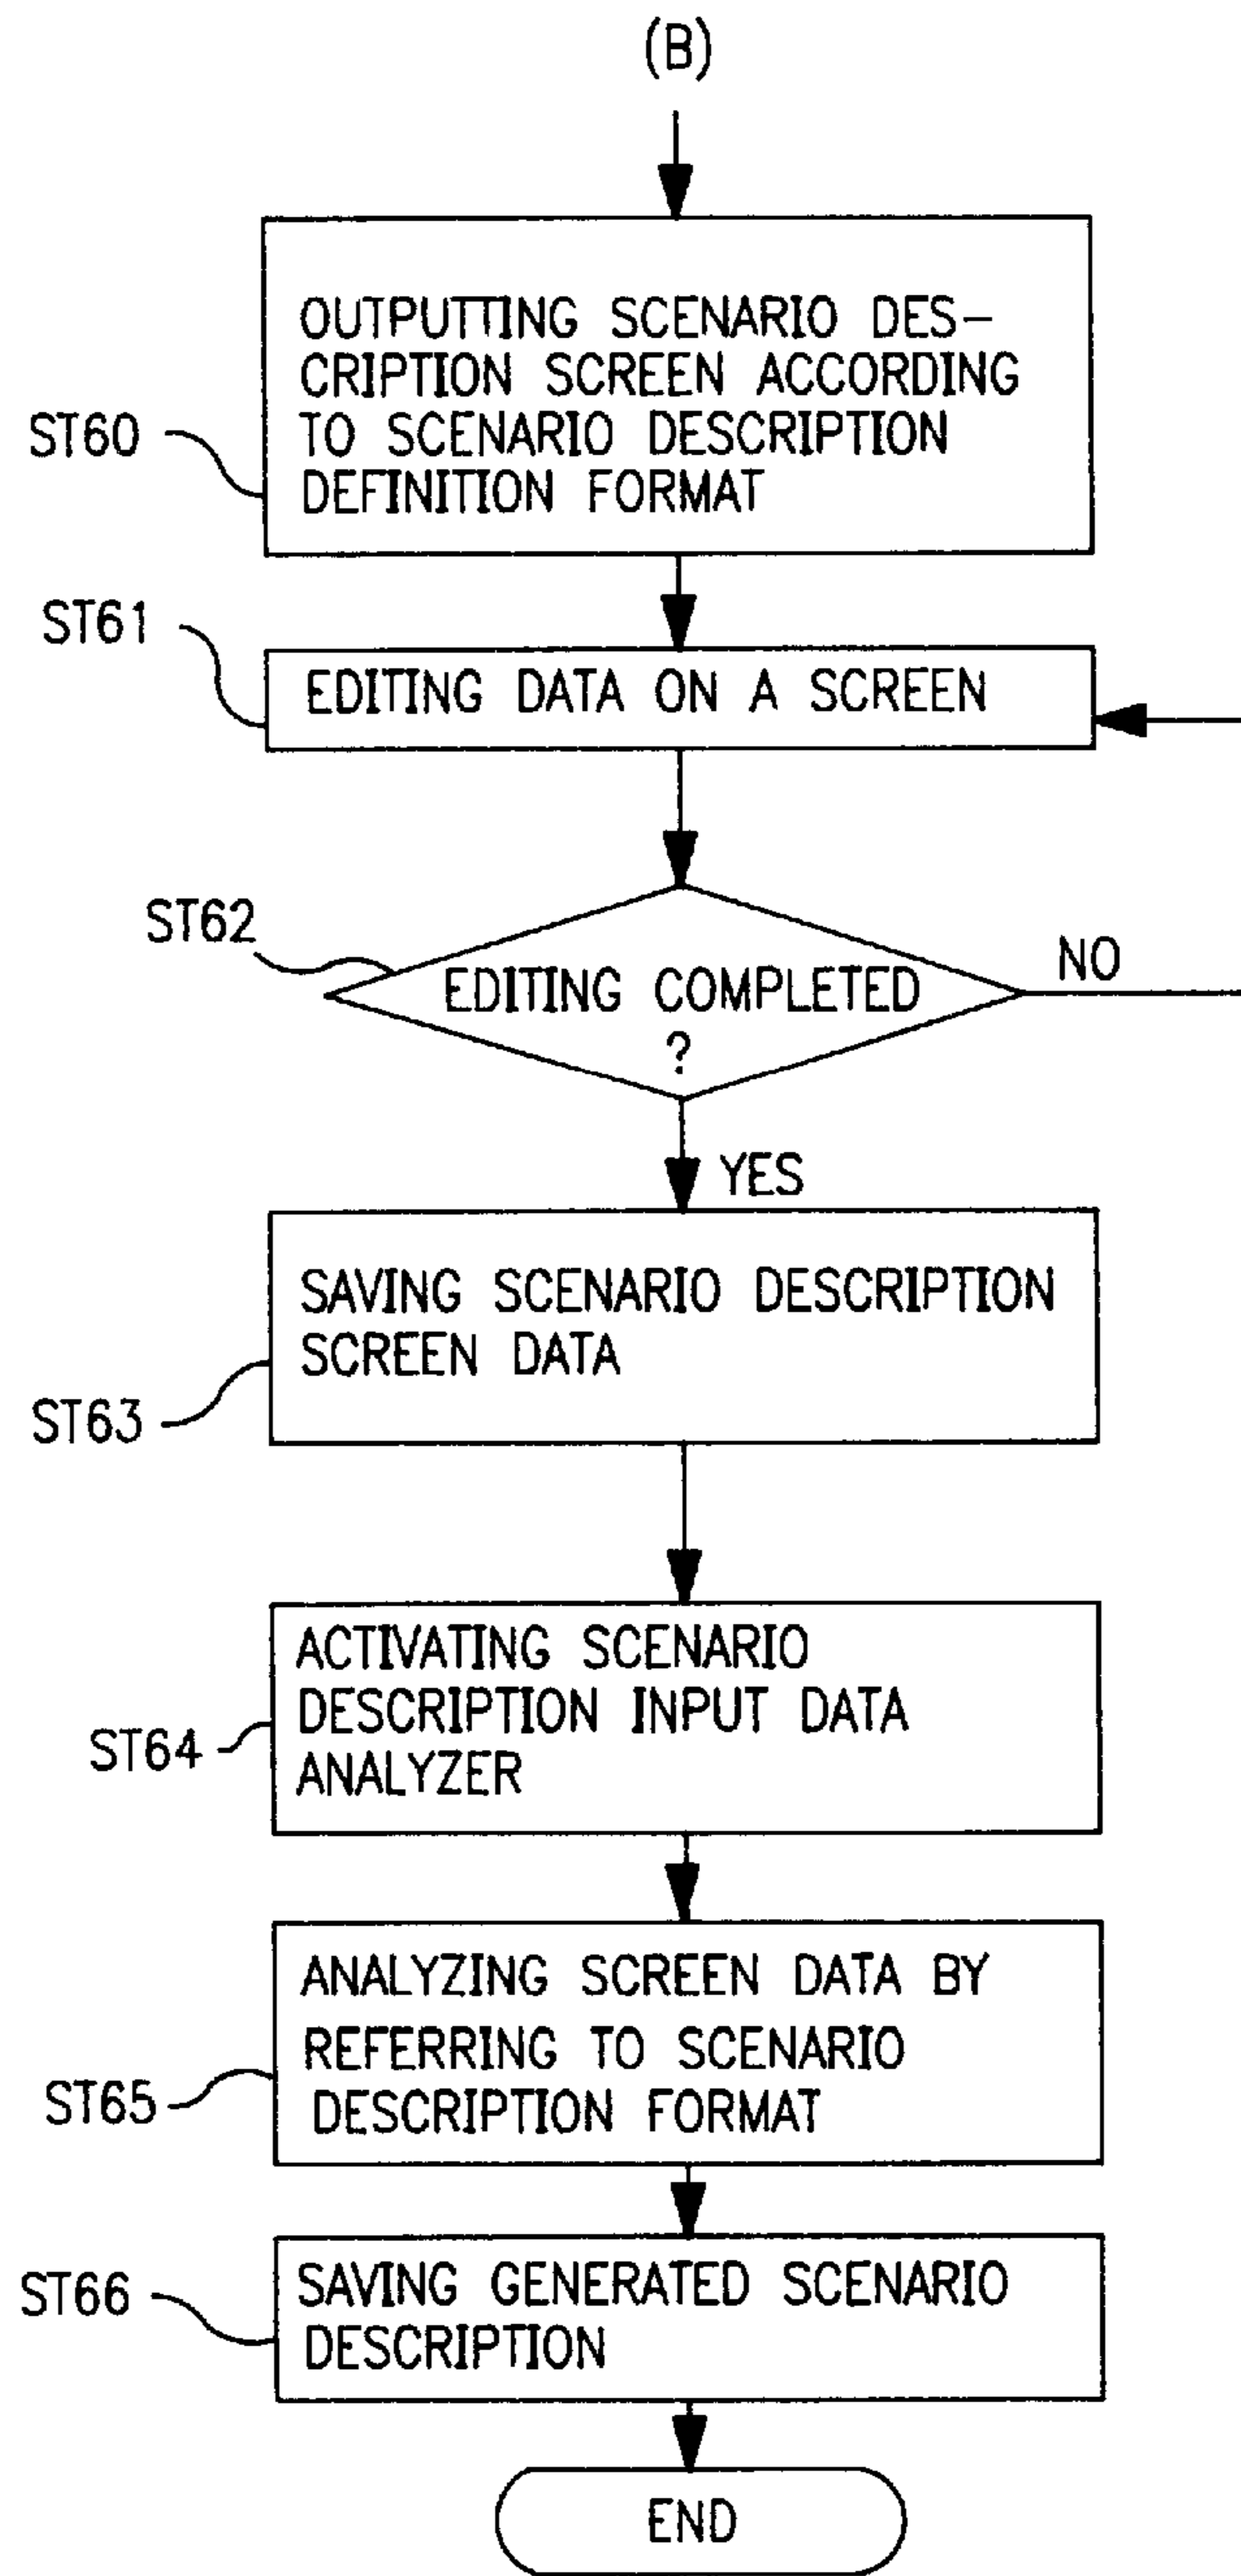 (B)
OUTPUTTING SCENARIO DES-
CRIPTION SCREEN ACCORDING
TO SCENARIO DESCRIPTION
DEFINITION FORMAT
ST60
ST61
EDITING DATA ON A SCREEN
ST62
EDITING COMPLETED
?
NO
YES
SAVING SCENARIO DESCRIPTION
SCREEN DATA
ST63
ACTIVATING SCENARIO
DESCRIPTION INPUT DATA
ANALYZER
ST64
ANALYZING SCREEN DATA BY
REFERRING TO SCENARIO
DESCRIPTION FORMAT
ST65
SAVING GENERATED SCENARIO
DESCRIPTION
ST66
END